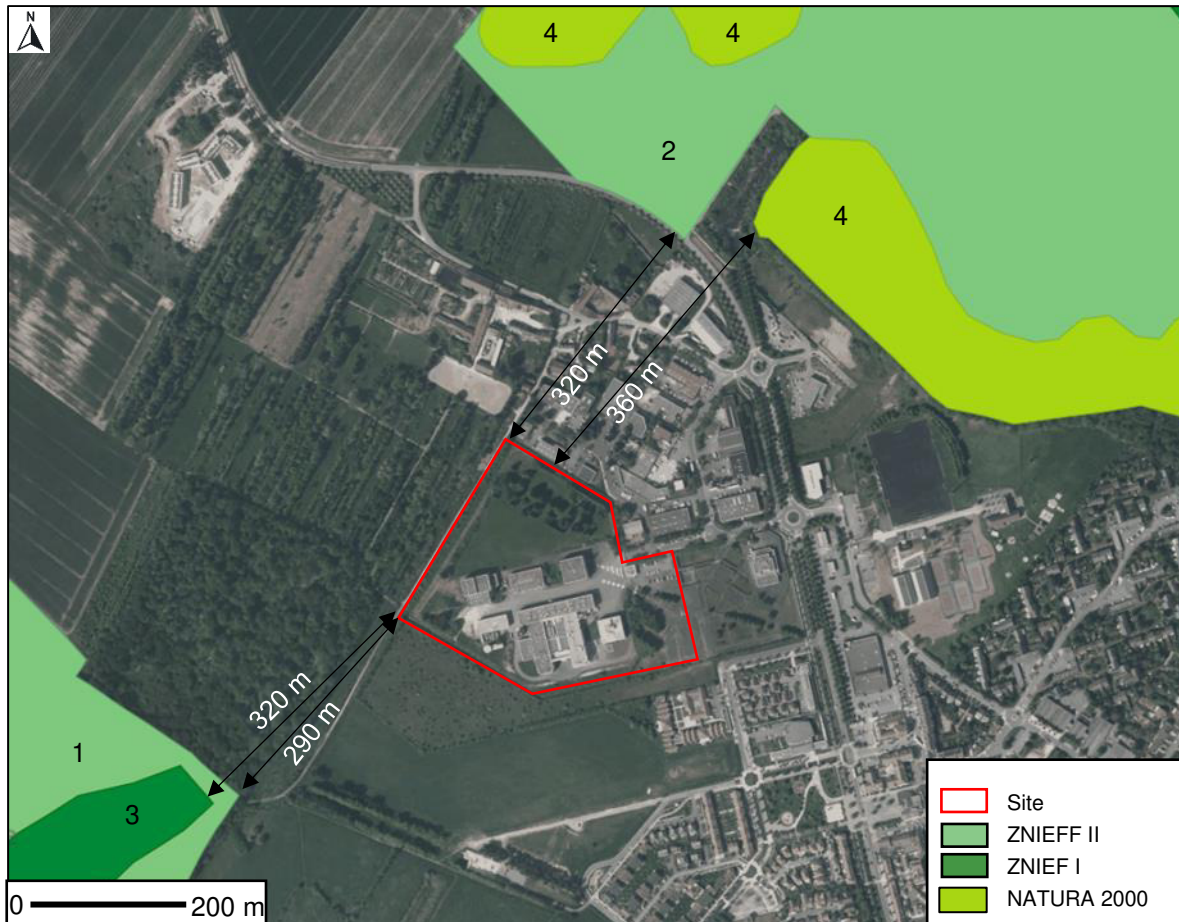 N
4
4
2
4
320 m
360 m
320 m
290 m
1
3
Site
ZNIEFF II
ZNIEF I
NATURA 2000
0 200 m